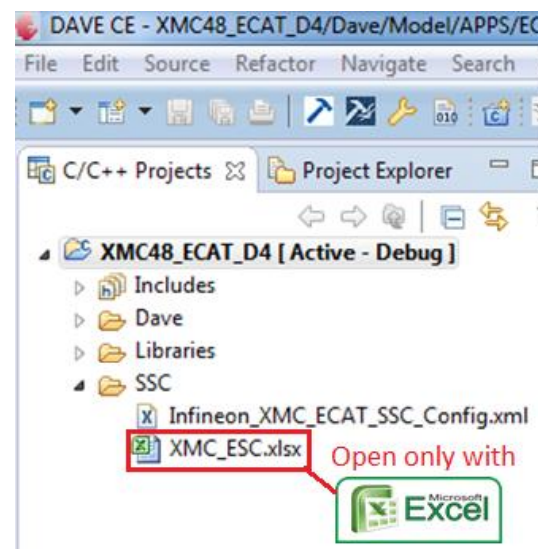 DAVE CE - XMC48_ECAT_D4/Dave/Model/APPS/EC
File Edit Source Refactor Navigate Search
010
C/C++ Projects Project Explorer
XMC48_ECAT_D4 [ Active - Debug ]
Includes
Dave
Libraries
SSC
Infineon_XMC_ECAT_SSC_Config.xml
XMC_ESC.xlsx
Open only with
Microsoft
Excel